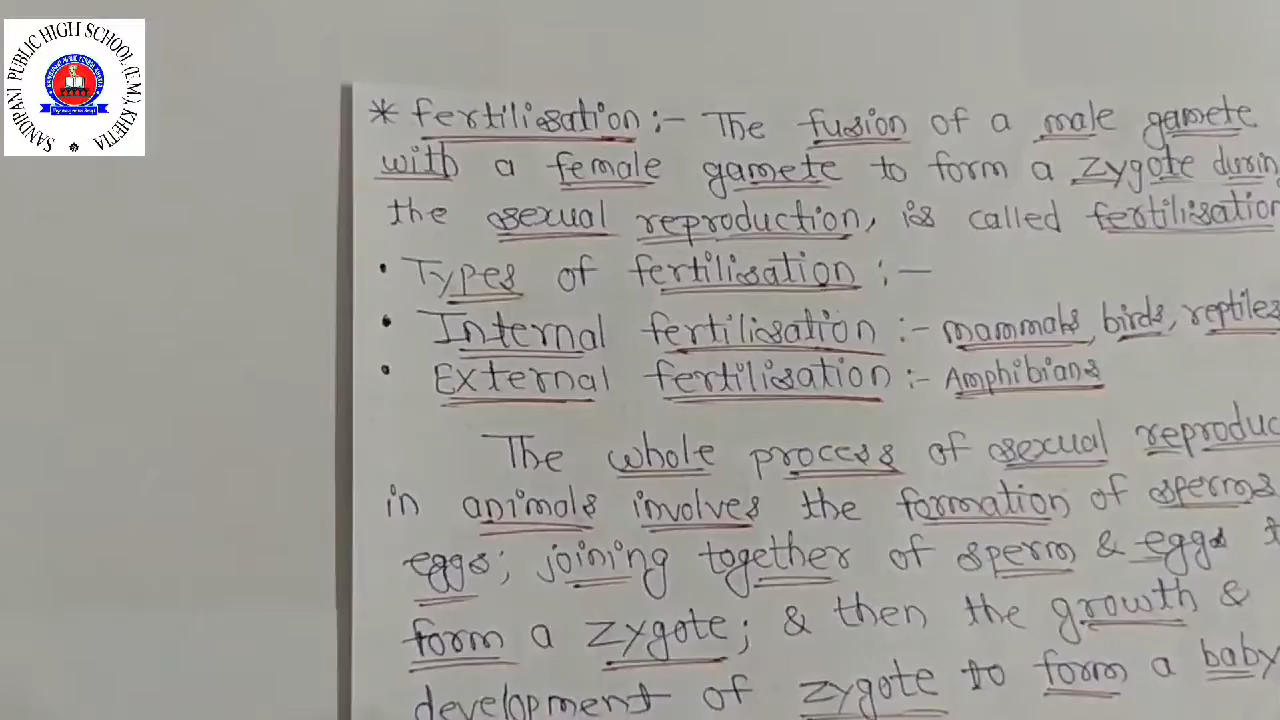 SANDIPANI PUBLIC HIGH SCHOOL (E.M.), KHETIA
* fertilisation :- The fusion of a male gamete
with a female gamete to form a zygote durin
the sexual reproduction, is called fertilisation
• Types of fertilisation :-
• Internal fertilisation :- mammals, birds, reptiles
• External fertilisation :- Amphibians
The whole process of sexual reproduc
in animals involves the formation of sperms
eggs; joining together of sperm & eggs t
form a zygote; & then the growth &
development of zygote to form a baby